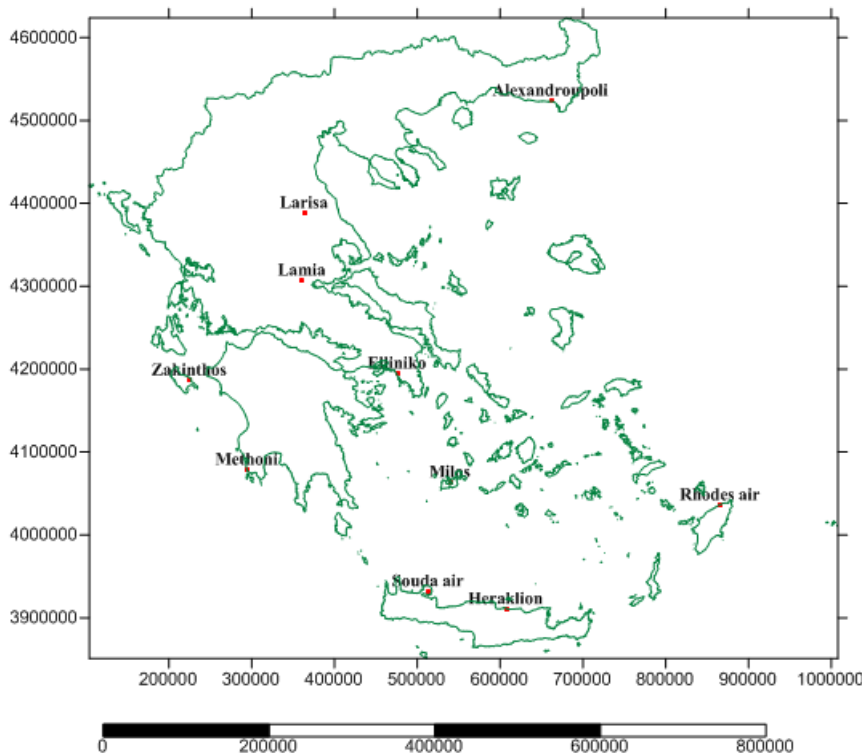 4600000
Alexandroupoli
4500000
4400000
Larisa
4300000
Lamia
4200000
Zakinthos
Elliniko
4100000
Methoni
Milos
Rhodes air
4000000
Souda air
Heraklion
3900000
200000 300000 400000 500000 600000 700000 800000 900000 1000000
0 200000 400000 600000 800000